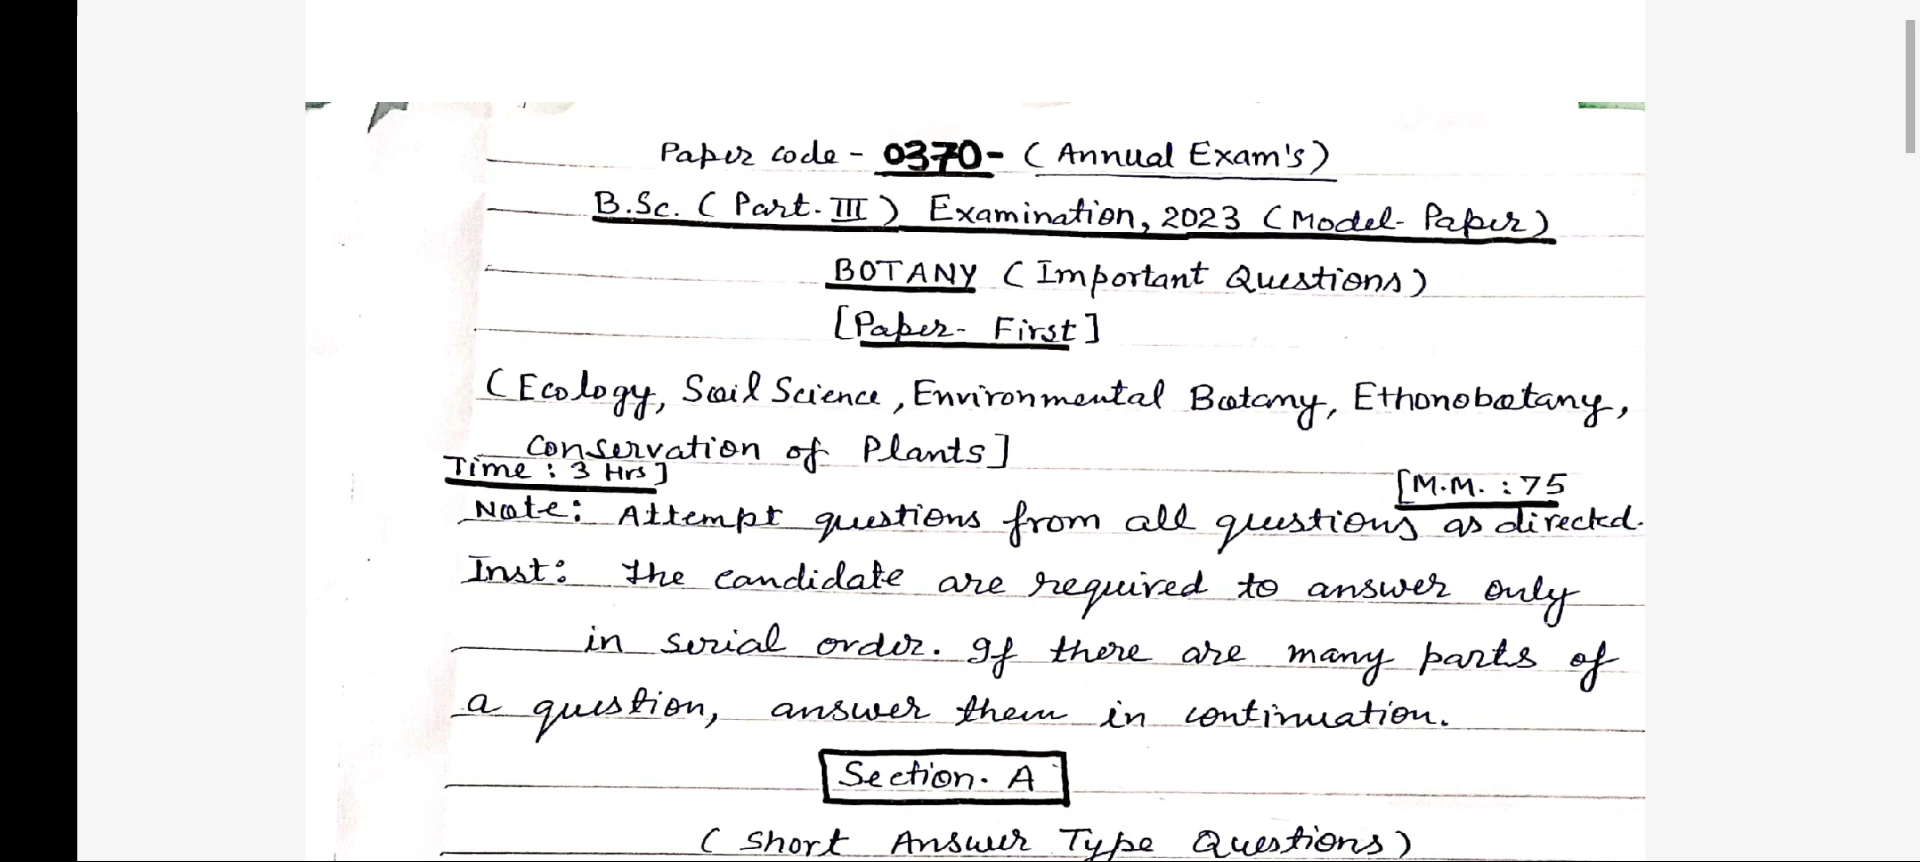 Paper code - 0370 - ( Annual Exam's )
B.Sc. ( Part. III ) Examination, 2023 ( Model- Paper )
BOTANY ( Important Questions )
[Paper- First]
( Ecology, Soil Science, Environmental Botany, Ethonobotany,
Conservation of Plants]
Time : 3 Hrs ]
[M.M. : 75
Note: Attempt questions from all questions as directed.
Inst: The candidate are required to answer only
in serial order. If there are many parts of
a question, answer them in continuation.
Section. A
( Short Answer Type Questions )